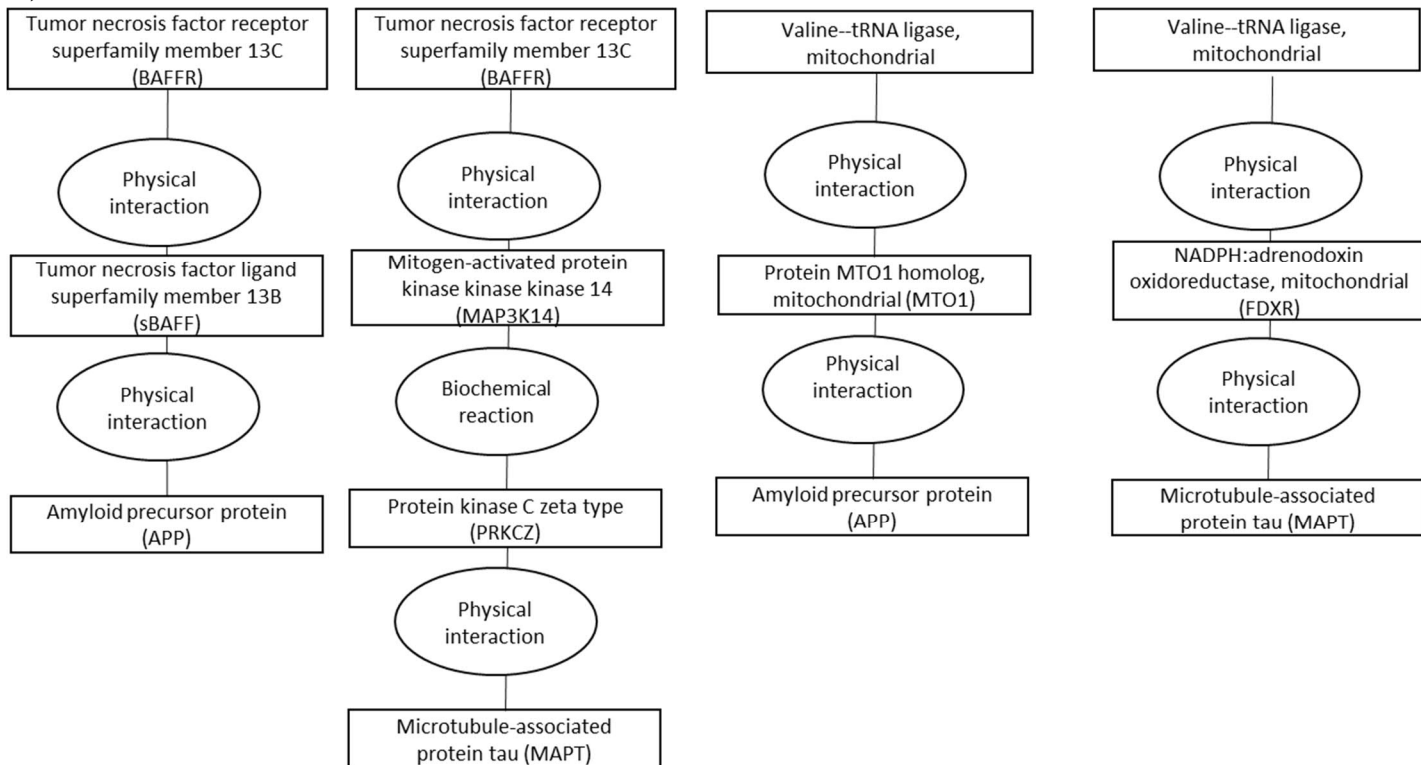 Tumor necrosis factor receptor
superfamily member 13C
(BAFFR)
Physical
interaction
Tumor necrosis factor ligand
superfamily member 13B
(sBAFF)
Physical
interaction
Amyloid precursor protein
(APP)
Tumor necrosis factor receptor
superfamily member 13C
(BAFFR)
Physical
interaction
Mitogen-activated protein
kinase kinase kinase 14
(MAP3K14)
Biochemical
reaction
Protein kinase C zeta type
(PRKCZ)
Physical
interaction
Microtubule-associated
protein tau (MAPT)
Valine--tRNA ligase,
mitochondrial
Physical
interaction
Protein MTO1 homolog,
mitochondrial (MTO1)
Physical
interaction
Amyloid precursor protein
(APP)
Valine--tRNA ligase,
mitochondrial
Physical
interaction
NADPH:adrenodoxin
oxidoreductase, mitochondrial
(FDXR)
Physical
interaction
Microtubule-associated
protein tau (MAPT)